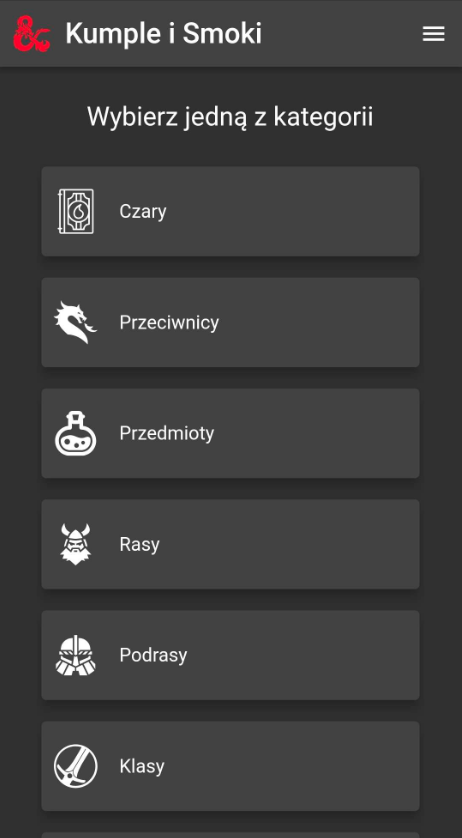 Kumple i Smoki
Wybierz jedną z kategorii
Czary
Przeciwnicy
Przedmioty
Rasy
Podrasy
Klasy